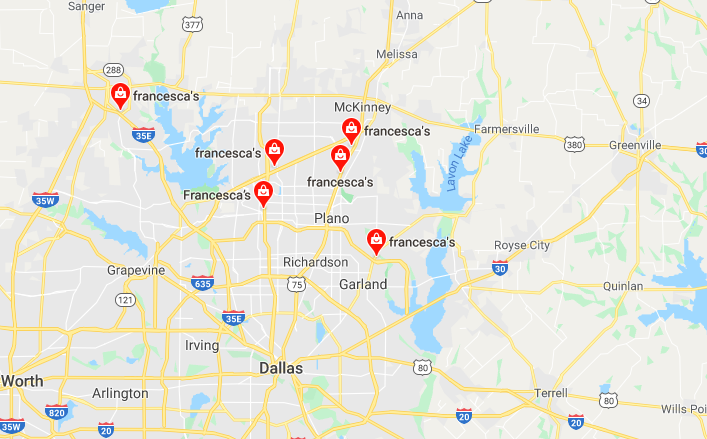 Sanger
377
Anna
Melissa
288
francesca's
McKinney
34
35E
francesca's
Farmersville
francesca's
380
Greenville
30
francesca's
Lavon Lake
Francesca's
35W
Plano
francesca's
Royse City
Richardson
30
Grapevine
635
75
Garland
Quinlan
121
35E
Irving
Dallas
80
Worth
Arlington
Terrell
80
Wills Poi
820
20
20
35W
20